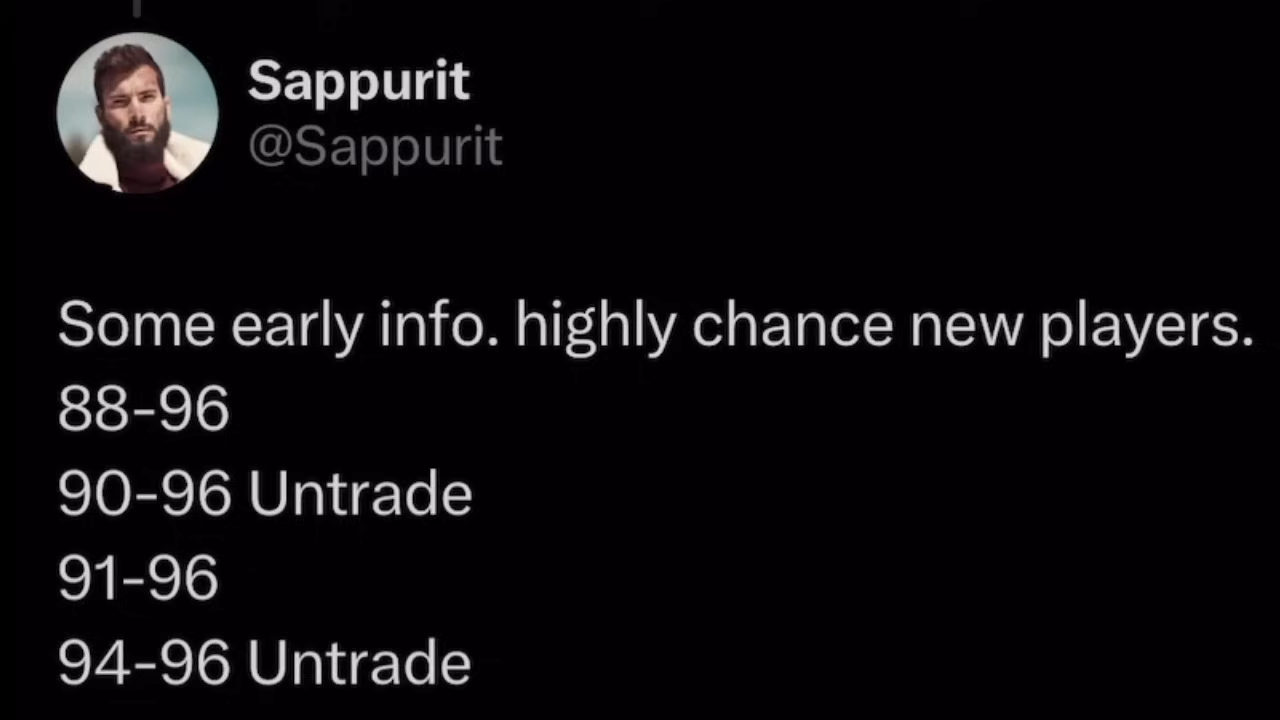 Sappurit
@Sappurit
Some early info. highly chance new players.
88-96
90-96 Untrade
91-96
94-96 Untrade